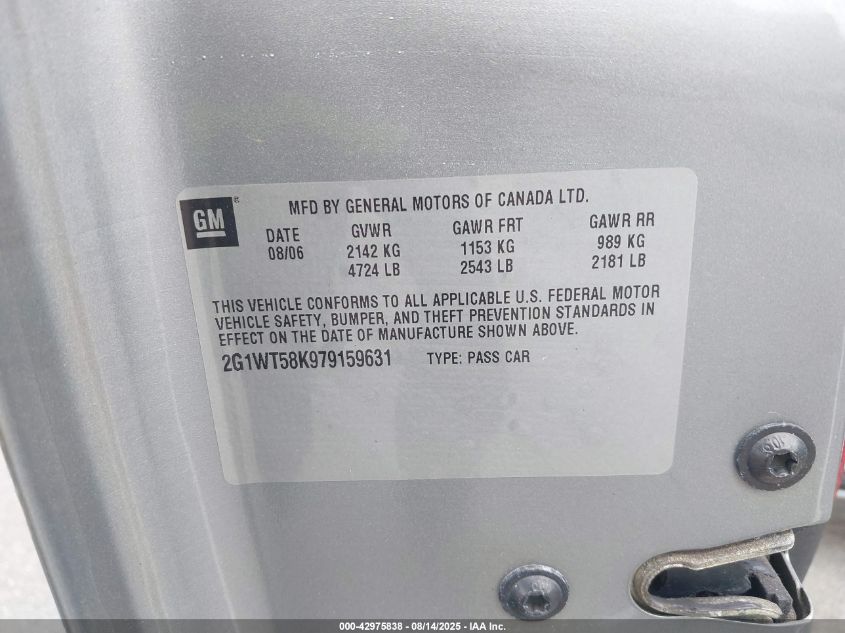 GM®
MFD BY GENERAL MOTORS OF CANADA LTD.
DATE GVWR GAWR FRT GAWR RR
08/06 2142 KG 1153 KG 989 KG
4724 LB 2543 LB 2181 LB
THIS VEHICLE CONFORMS TO ALL APPLICABLE U.S. FEDERAL MOTOR
VEHICLE SAFETY, BUMPER, AND THEFT PREVENTION STANDARDS IN
EFFECT ON THE DATE OF MANUFACTURE SHOWN ABOVE.
2G1WT58K979159631 TYPE: PASS CAR
000-42975838 - 08/14/2025 - IAA Inc.